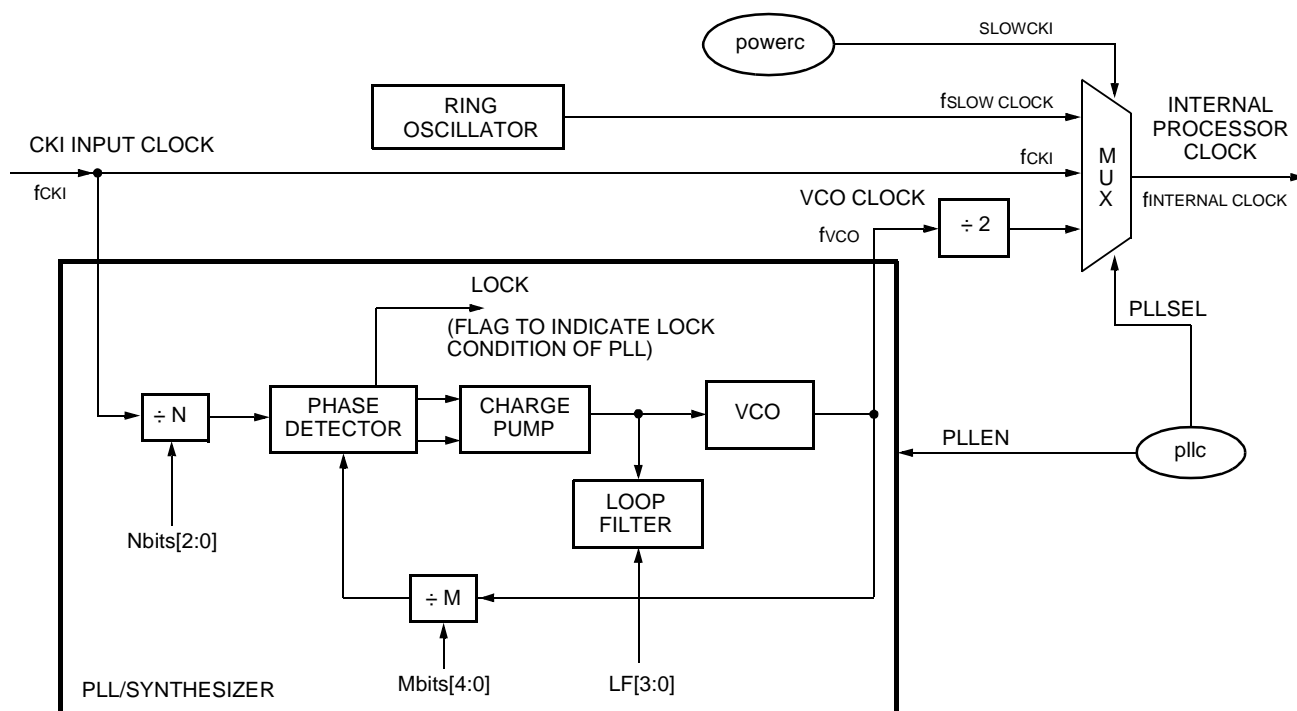 powerc
SLOWCKI
RING
OSCILLATOR
fSLOW CLOCK
INTERNAL
PROCESSOR
CLOCK
CKI INPUT CLOCK
fCKI
fCKI
MUX
fINTERNAL CLOCK
VCO CLOCK
fVCO
÷ 2
LOCK
(FLAG TO INDICATE LOCK
CONDITION OF PLL)
PLLSEL
÷ N
PHASE
DETECTOR
CHARGE
PUMP
VCO
PLLEN
pllc
LOOP
FILTER
Nbits[2:0]
÷ M
PLL/SYNTHESIZER
Mbits[4:0]
LF[3:0]